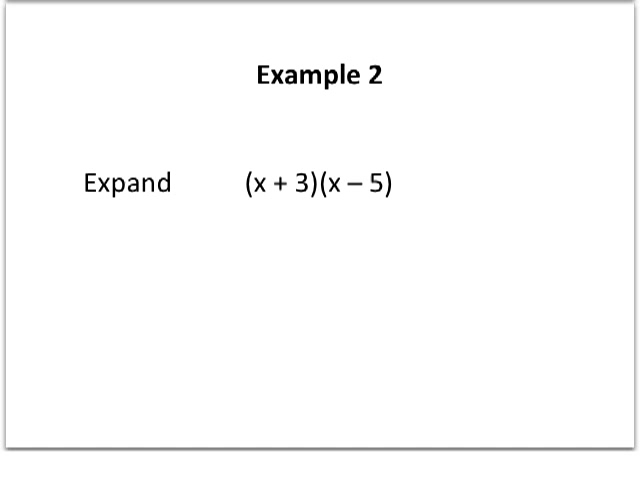 Example 2
Expand (x + 3)(x – 5)